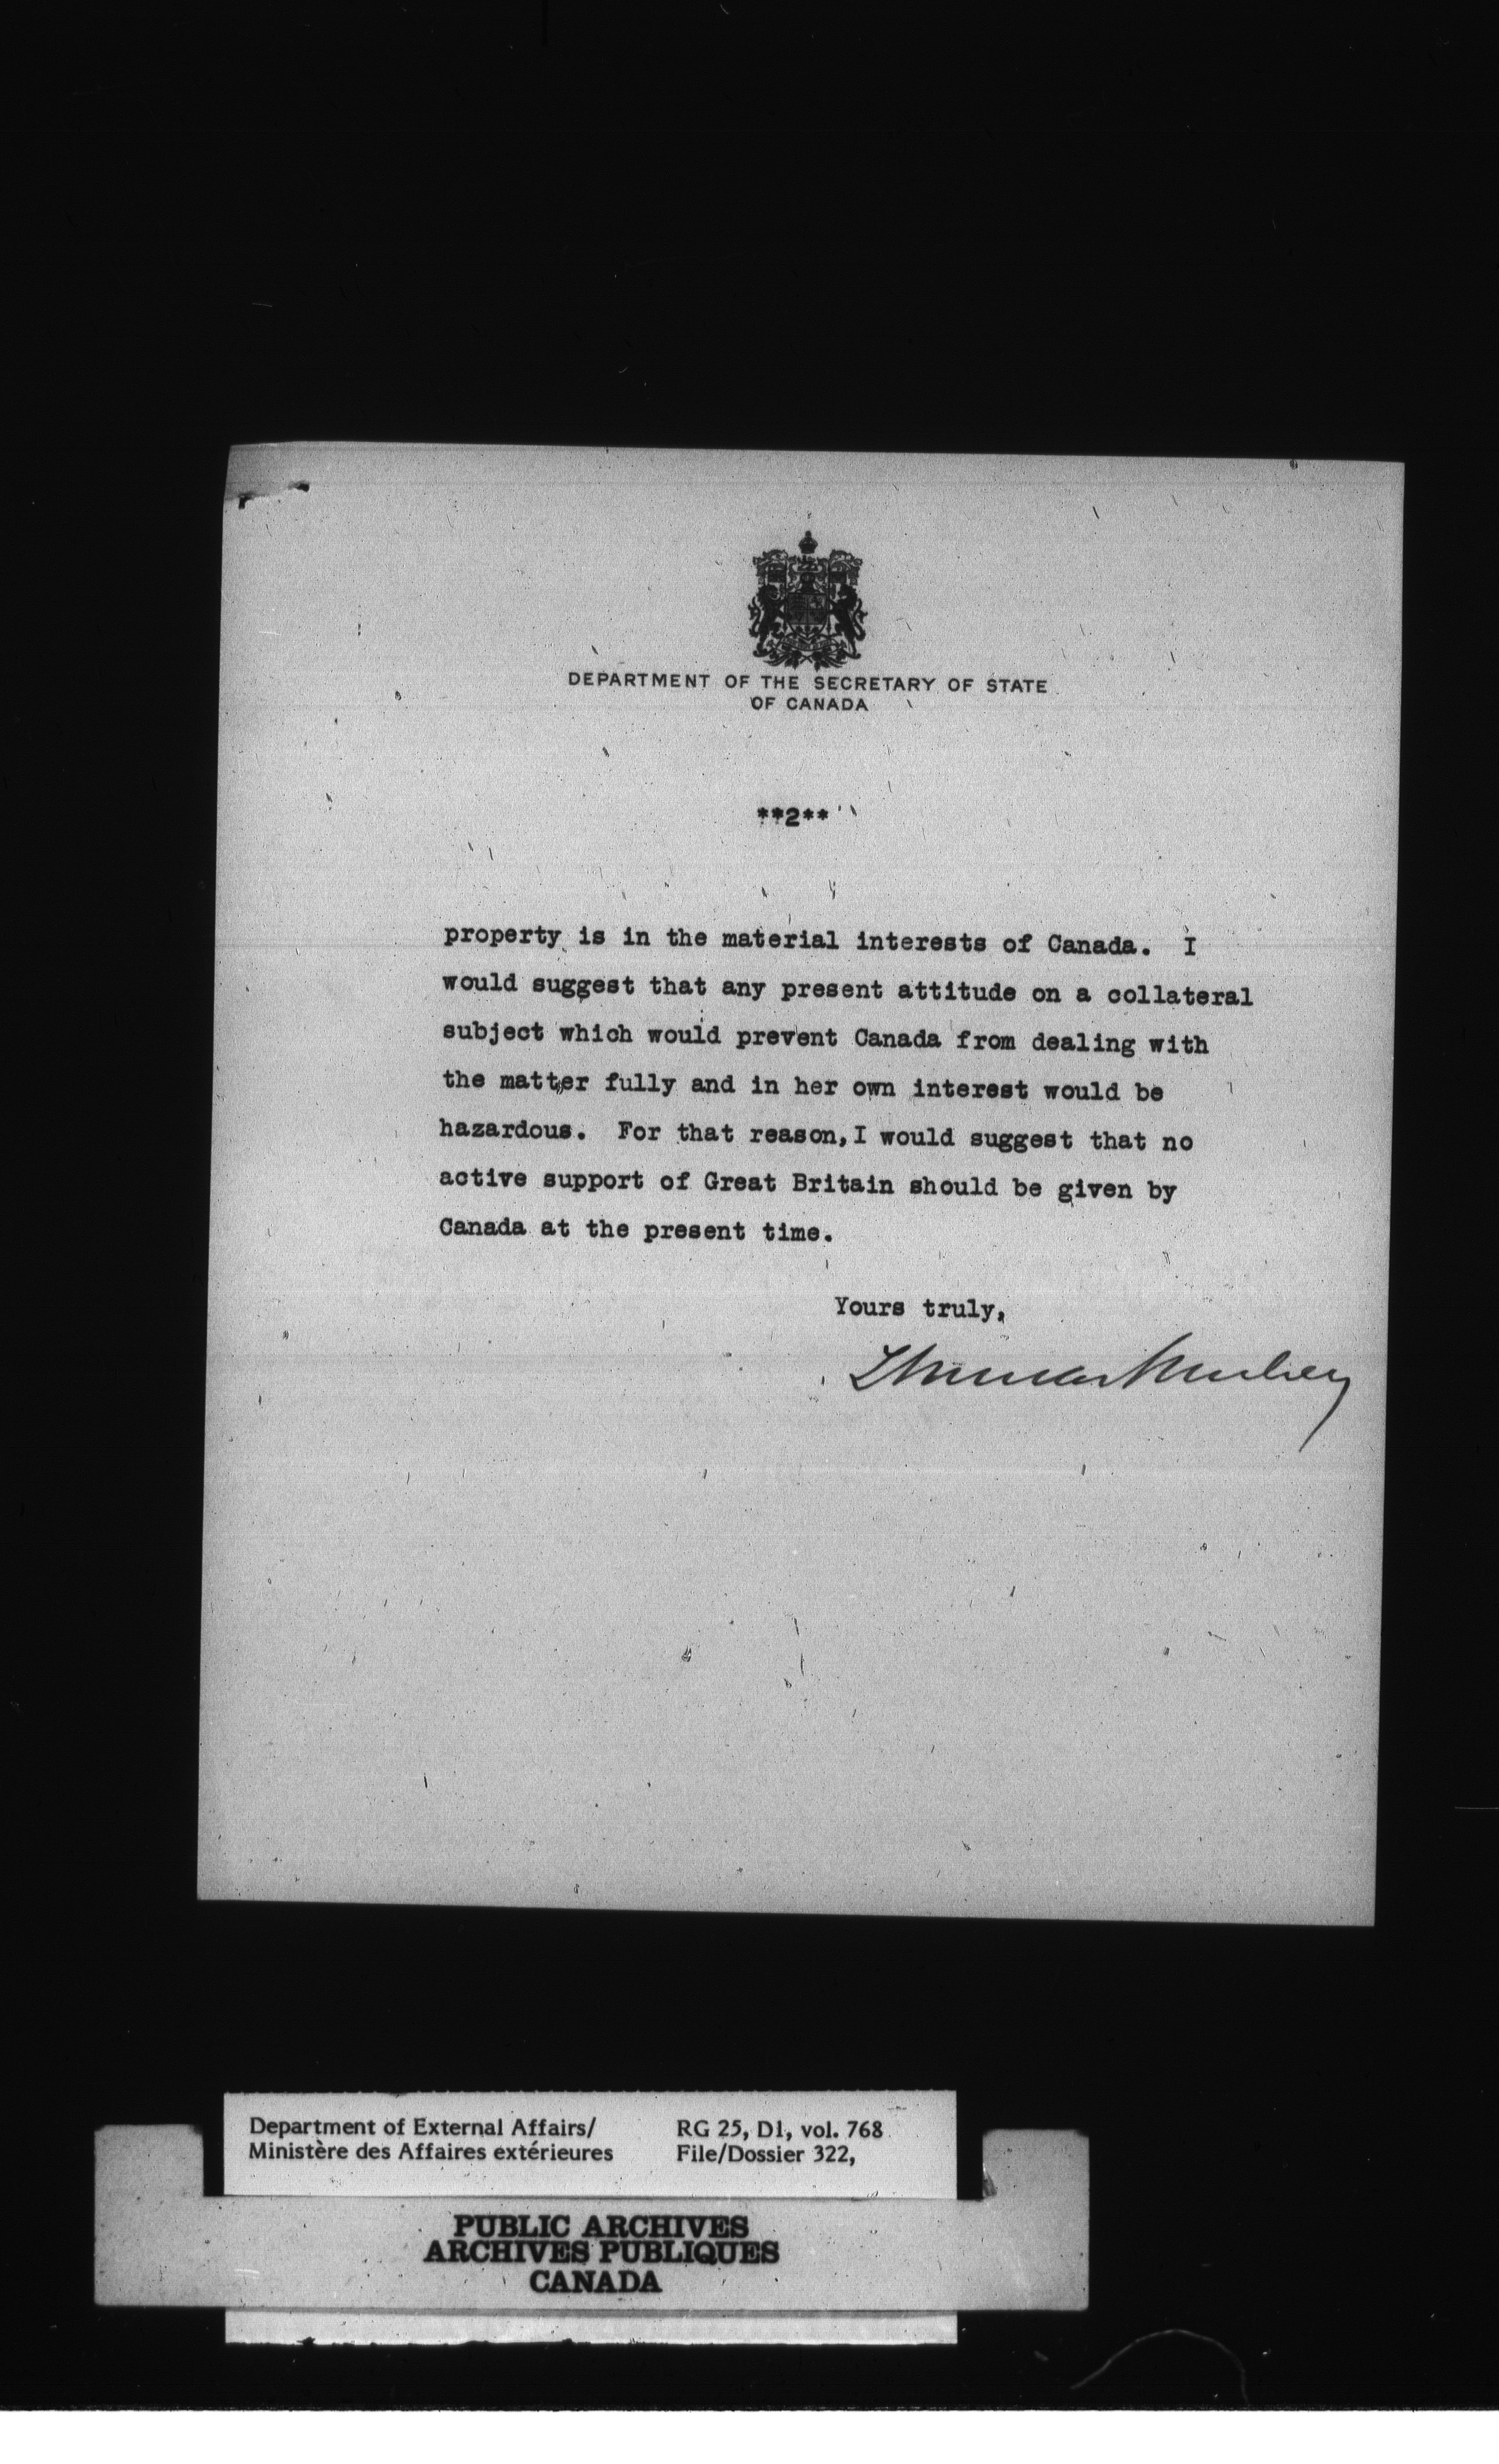 DEPARTMENT OF THE SECRETARY OF STATE
OF CANADA
**2**
property is in the material interests of Canada. I
would suggest that any present attitude on a collateral
subject which would prevent Canada from dealing with
the matter fully and in her own interest would be
hazardous. For that reason, I would suggest that no
active support of Great Britain should be given by
Canada at the present time.
Yours truly,
Thomas Mulvey
Department of External Affairs/ RG 25, D1, vol. 768
Ministère des Affaires extérieures File/Dossier 322,
PUBLIC ARCHIVES
ARCHIVES PUBLIQUES
CANADA